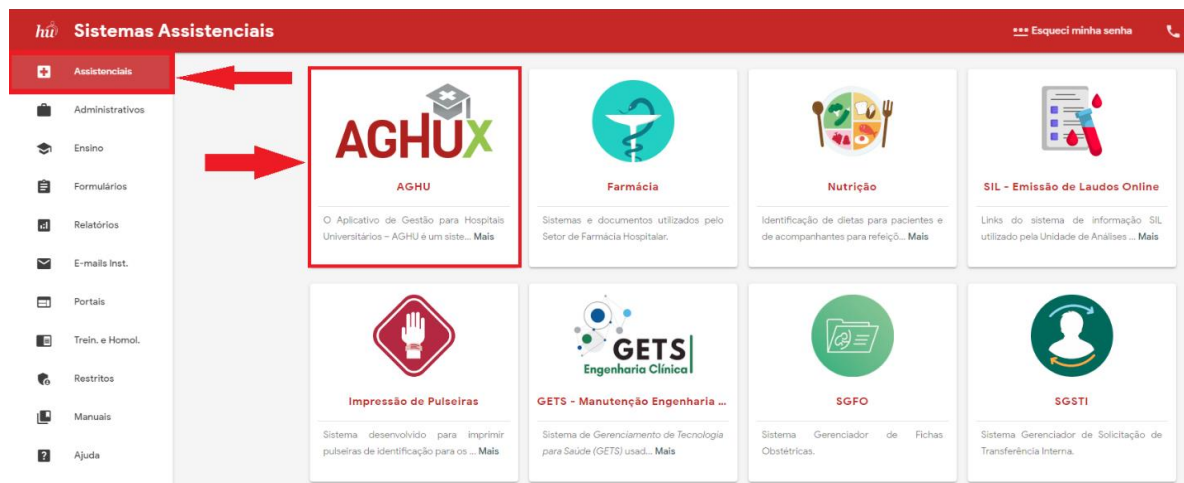 hu Sistemas Assistenciais
Esqueci minha senha
Assistenciais
Administrativos
Ensino
Formulários
Relatórios
E-mails Inst.
Portais
Trein. e Homol.
Restritos
Manuais
? Ajuda
AGHUX
AGHU
O Aplicativo de Gestão para Hospitais
Universitários – AGHU é um siste... Mais
Farmácia
Sistemas e documentos utilizados pelo
Setor de Farmácia Hospitalar.
Nutrição
Identificação de dietas para pacientes e
de acompanhantes para refeiçõ... Mais
SIL - Emissão de Laudos Online
Links do sistema de informação SIL
utilizado pela Unidade de Análises ... Mais
Impressão de Pulseiras
Sistema desenvolvido para imprimir
pulseiras de identificação para os ... Mais
GETS
Engenharia Clínica
GETS - Manutenção Engenharia ...
Sistema de Gerenciamento de Tecnologia
para Saúde (GETS) usad... Mais
SGFO
Sistema Gerenciador de Fichas
Obstétricas.
SGSTI
Sistema Gerenciador de Solicitação de
Transferência Interna.